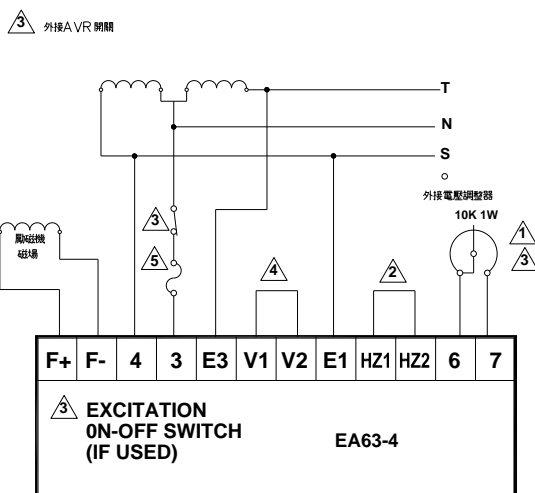 3 外接AVR 開關
T
N
S
外接電壓調整器
10K 1W
1
3
3
5
4
2
勵磁機
磁場
F+ F- 4 3 E3 V1 V2 E1 HZ1 HZ2 6 7
3 EXCITATION
0N-OFF SWITCH
(IF USED)
EA63-4